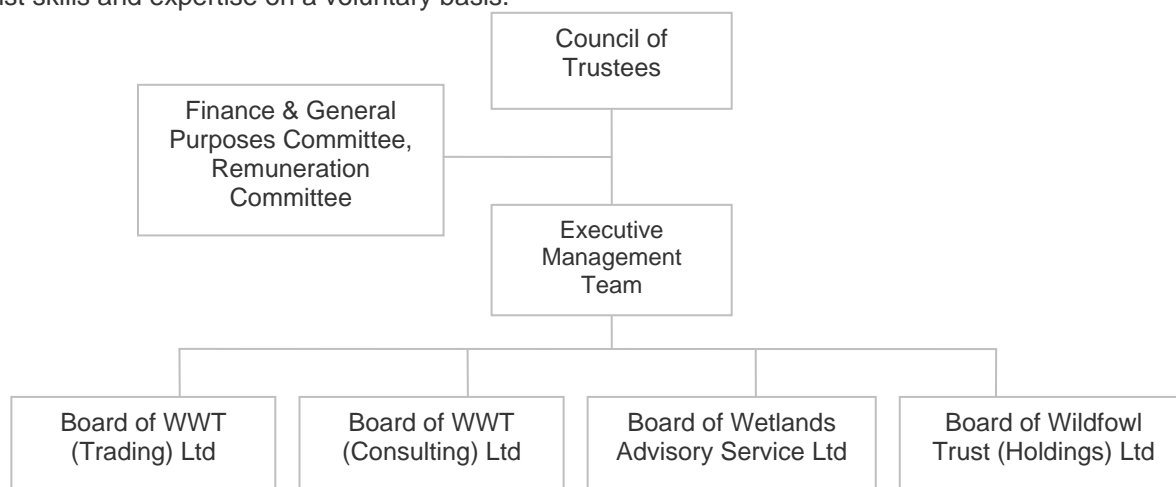 skills and expertise on a voluntary basis.
Council of
Trustees
Finance & General
Purposes Committee,
Remuneration
Committee
Executive
Management
Team
Board of WWT
(Trading) Ltd
Board of WWT
(Consulting) Ltd
Board of Wetlands
Advisory Service Ltd
Board of Wildfowl
Trust (Holdings) Ltd